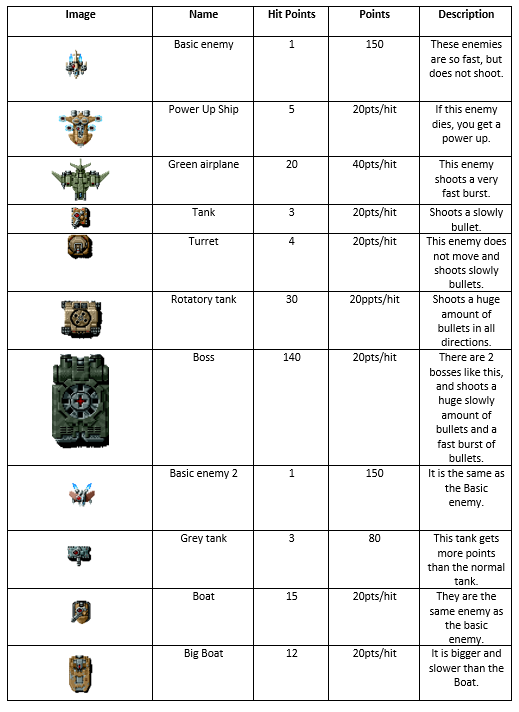 Image Name Hit Points Points Description
Basic enemy 1 150 These enemies
are so fast, but
does not shoot.
Power Up Ship 5 20pts/hit If this enemy
dies, you get a
power up.
Green airplane 20 40pts/hit This
enemy
shoots a very
fast burst.
Tank 3 20pts/hit Shoots a slowly
bullet.
Turret 4 20pts/hit This enemy does
not move and
shoots slowly
bullets.
Rotatory tank 30 20ppts/hit Shoots a huge
amount of
bullets in all
directions.
Boss 140 20pts/hit There are 2
bosses like this,
and shoots a
huge slowly
amount of
bullets and a
fast burst of
bullets.
Basic enemy 2 1 150 It is the same as
the Basic
enemy.
Grey tank 3 80 This tank gets
more points
than the normal
tank.
Boat 15 20pts/hit They are the
same enemy as
the basic
enemy.
Big Boat 12 20pts/hit It is bigger and
slower than the
Boat.